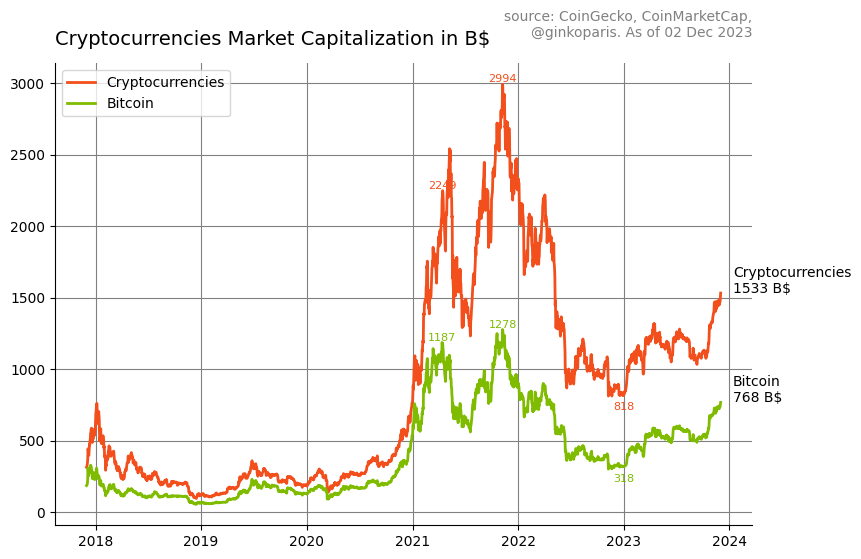 source: CoinGecko, CoinMarketCap,
@ginkoparis. As of 02 Dec 2023
Cryptocurrencies Market Capitalization in B$
Cryptocurrencies
Bitcoin
3000
2500
2000
1500
1000
500
0
2994
2249
1278
1187
818
318
Cryptocurrencies
1533 B$
Bitcoin
768 B$
2018
2019
2020
2021
2022
2023
2024